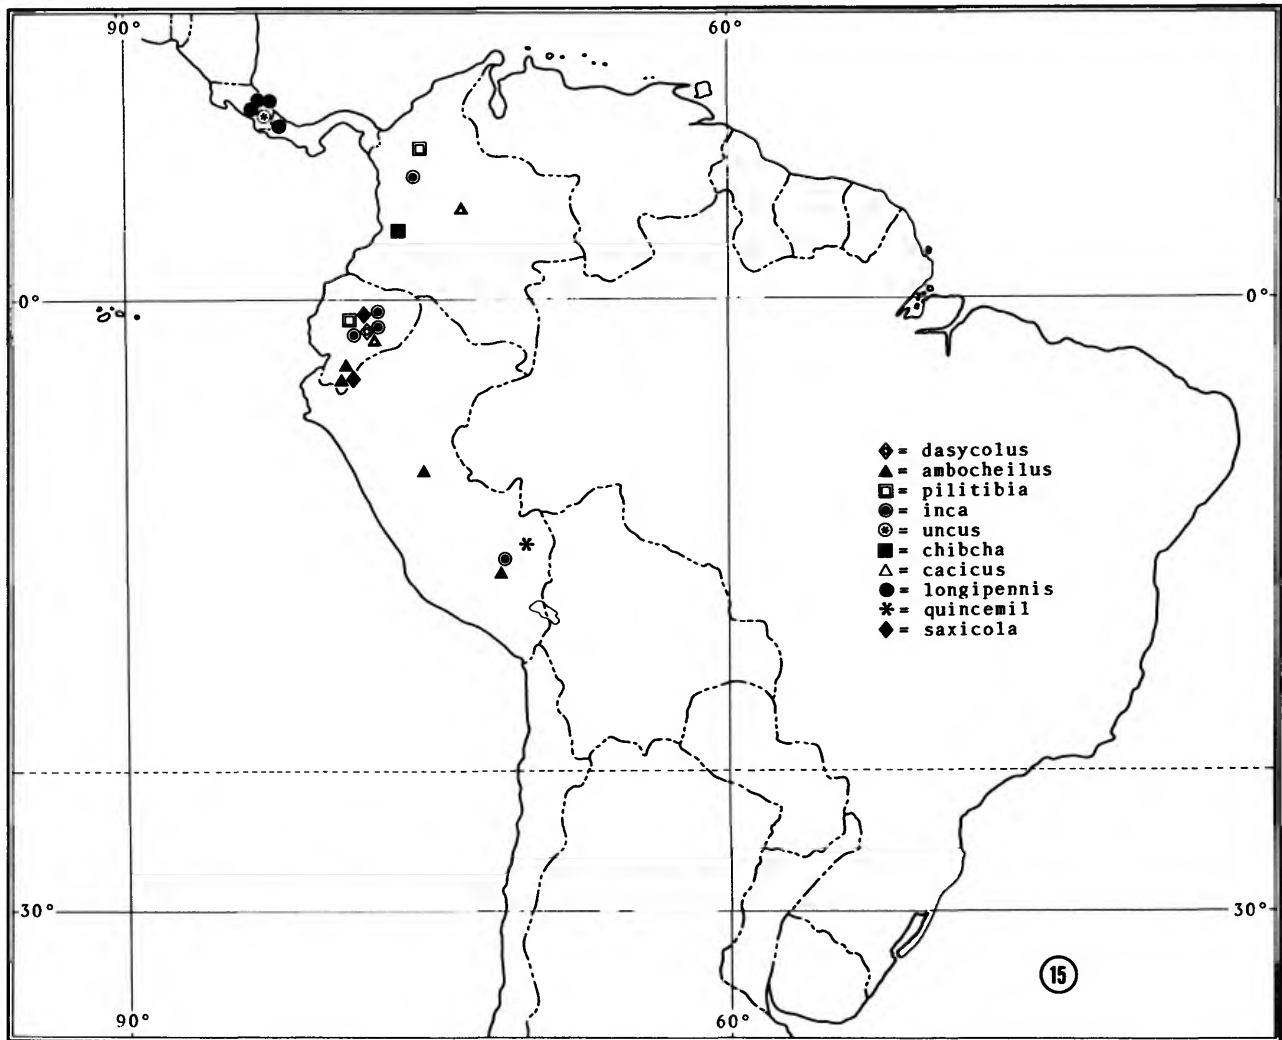 90° 60°
0° 0°
◈ = dasycolus
▲ = ambocheilus
□ = pilitibia
◉ = inca
⊛ = uncus
■ = chibcha
△ = cacicus
● = longipennis
✱ = quincemil
◆ = saxicola
30° 30°
15
90° 60°